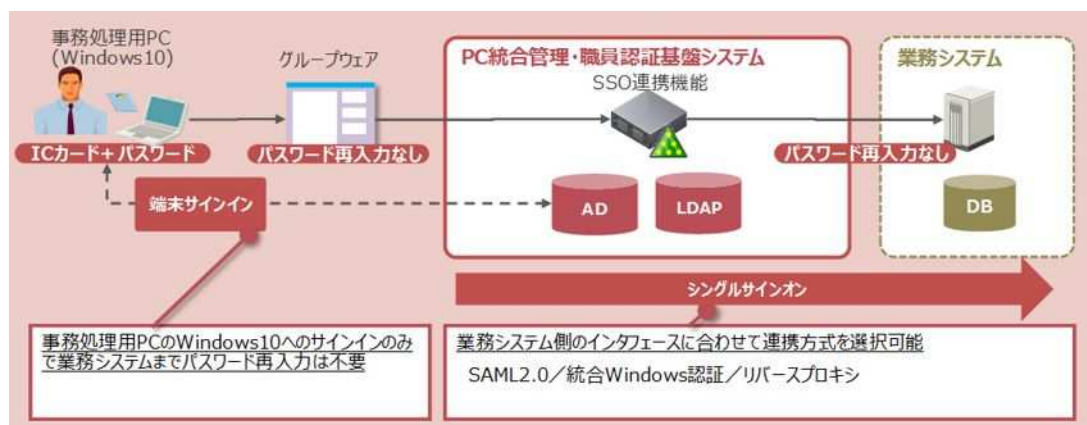 事務処理用PC
(Windows10)
グループウェア
PC統合管理・職員認証基盤システム
SSO連携機能
業務システム
ICカード+パスワード
パスワード再入力なし
パスワード再入力なし
端末サインイン
AD
LDAP
DB
シングルサインオン
事務処理用PCのWindows10へのサインインのみ
で業務システムまでパスワード再入力は不要
業務システム側のインタフェースに合わせて連携方式を選択可能
SAML2.0／統合Windows認証／リバースプロキシ